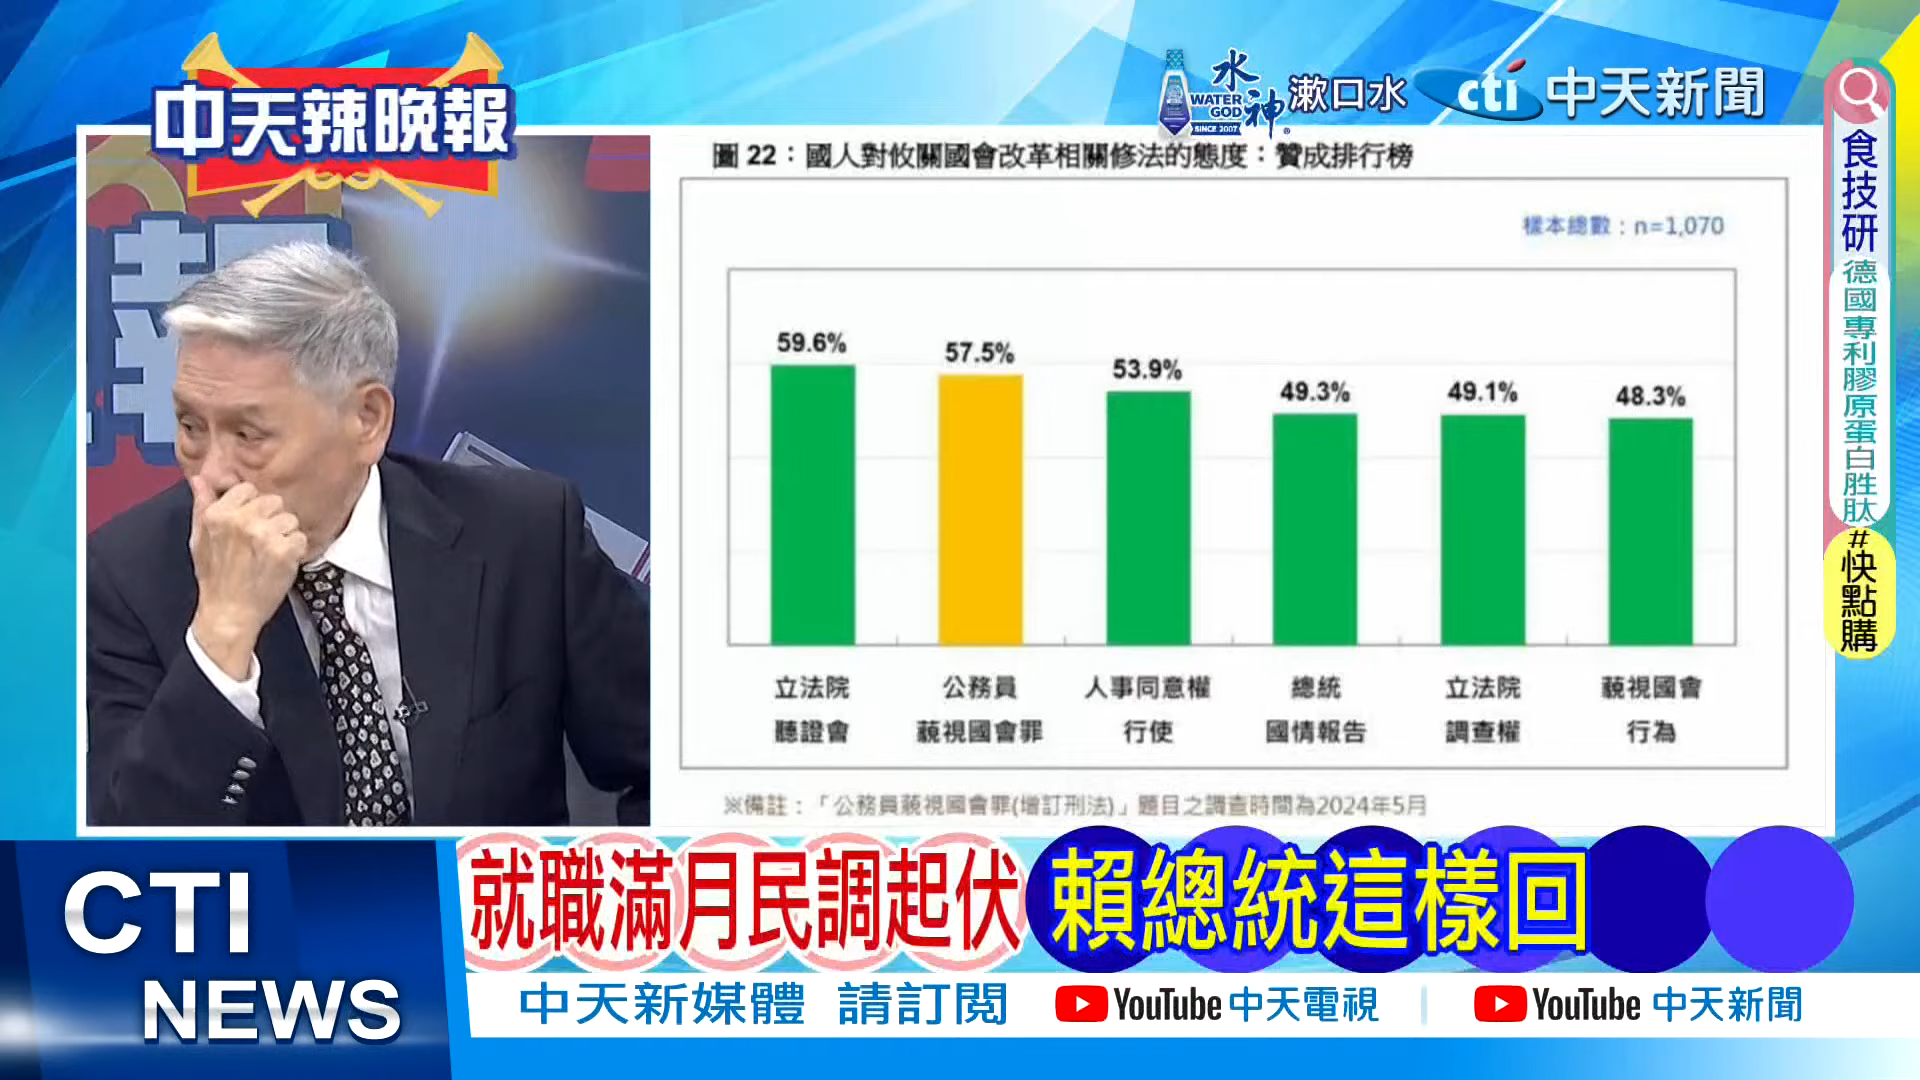 中天辣晚報
水神
WATER GOD
SINCE 2007
漱口水
cti 中天新聞
圖 22：國人對攸關國會改革相關修法的態度：贊成排行榜
樣本總數：n=1,070
59.6%
57.5%
53.9%
49.3%
49.1%
48.3%
立法院
聽證會
公務員
藐視國會罪
人事同意權
行使
總統
國情報告
立法院
調查權
藐視國會
行為
※備註：「公務員藐視國會罪(增訂刑法)」題目之調查時間為2024年5月
食技研
德國專利膠原蛋白胜肽
#快點購
就職滿月民調起伏 賴總統這樣回
CTI
NEWS
中天新媒體 請訂閱 YouTube 中天電視 | YouTube 中天新聞